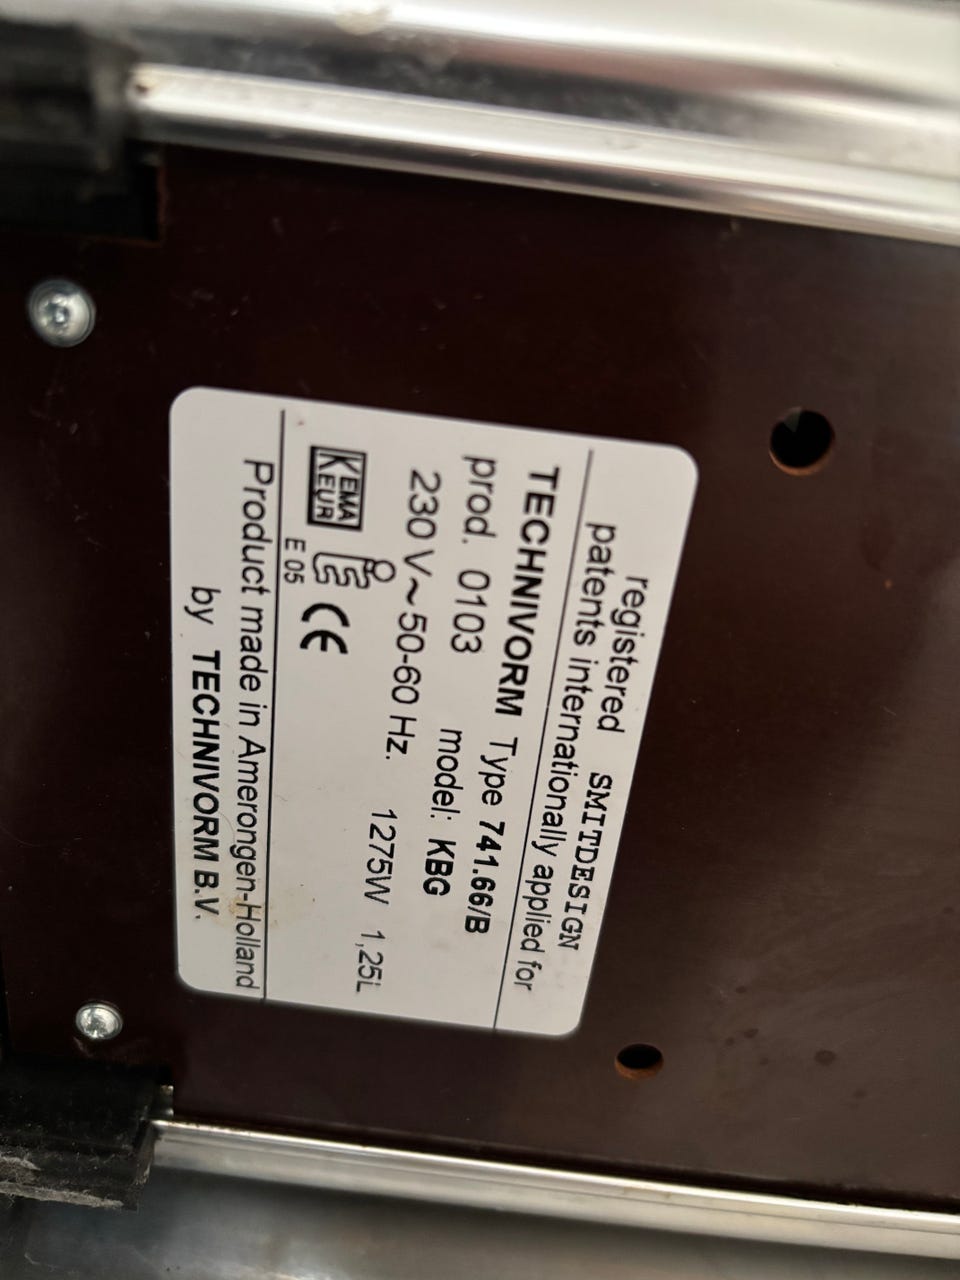 registered SMITDESIGN
patents internationally applied for
TECHNIVORM Type 741.66/B
prod. 0103 model: KBG
230 V~50-60 Hz. 1275W 1,25L
KEMA
KEUR
E 05
CE
Product made in Amerongen-Holland
by TECHNIVORM B.V.